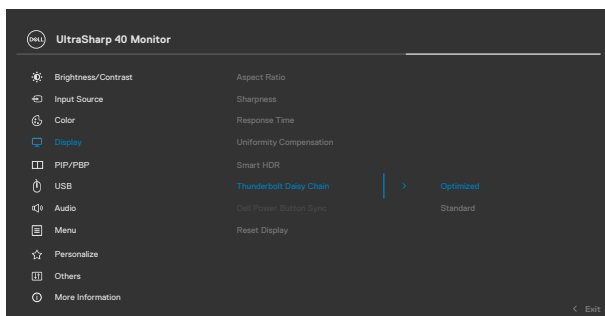 DELL UltraSharp 40 Monitor
Brightness/Contrast Aspect Ratio
Input Source Sharpness
Color Response Time
Display Uniformity Compensation
PIP/PBP Smart HDR
USB Thunderbolt Daisy Chain > Optimized
Audio Dell Power Button Sync Standard
Menu Reset Display
Personalize
Others
More Information
< Exit